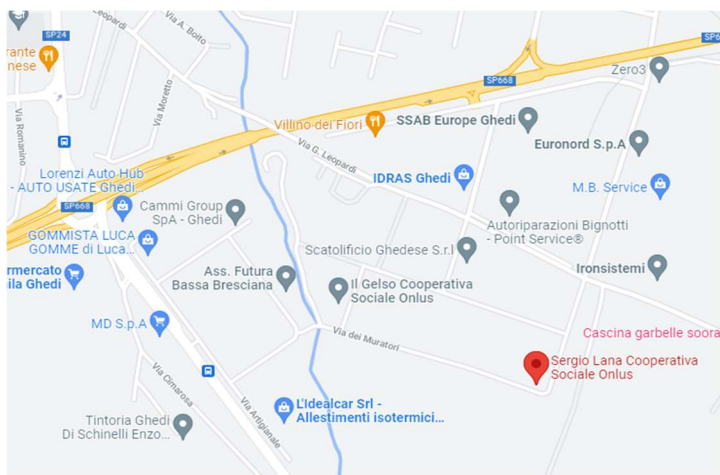 Leopardi
Via A. Boito
SP24
SP6
rante
nese
Zero3
SP668
Via Moretto
Villino dei Fiori
SSAB Europe Ghedi
Via Romanino
Euronord S.p.A
Via G. Leopardi
Lorenzi Auto Hub
- AUTO USATE Ghedi...
IDRAS Ghedi
M.B. Service
SP668
Cammi Group
SpA - Ghedi
Autoriparazioni Bignotti
- Point Service®
GOMMISTA LUCA
GOMME di Luca...
Scatolificio Ghedese S.r.l
rmercato
ila Ghedi
Ass. Futura
Bassa Bresciana
Ironsistemi
Il Gelso Cooperativa
Sociale Onlus
MD S.p.A
Via dei Muratori
Cascina garbelle soora
Sergio Lana Cooperativa
Sociale Onlus
Via Cimarosa
Via Artigianale
L'Idealcar Srl -
Allestimenti isotermici...
Tintoria Ghedi
Di Schinelli Enzo...